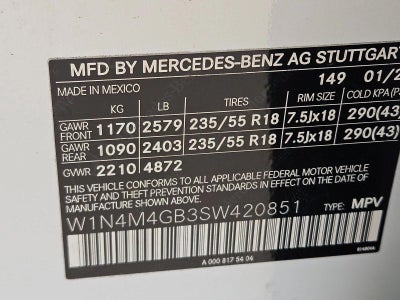 MFD BY MERCEDES-BENZ AG STUTTGART
149 01/2
MADE IN MEXICO
KG LB TIRES RIM SIZE COLD KPA(P
GAWR FRONT 1170 2579 235/55 R18 7.5Jx18 290(43)
GAWR REAR 1090 2403 235/55 R18 7.5Jx18 290(43)
GVWR 2210 4872
THIS VEHICLE CONFORMS TO ALL APPLICABLE FEDERAL MOTOR VEHICLE
SAFETY BUMPER AND THEFT PREVENTION STANDARDS IN EFFECT ON THE DATE
OF MANUFACTURE SHOWN ABOVE.
W1N4M4GB3SW420851 TYPE: MPV
A 000 817 54 04